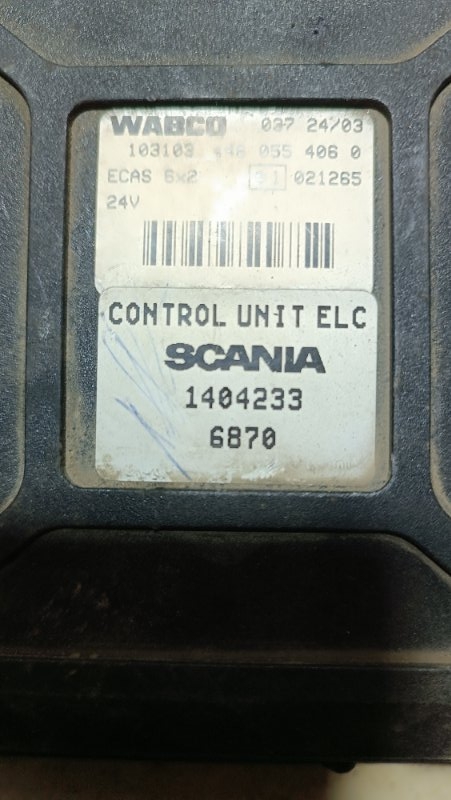 WABCO 037 24/03
103103 446 055 406 0
ECAS 6x2 021265
24V
CONTROL UNIT ELC
SCANIA
1404233
6870